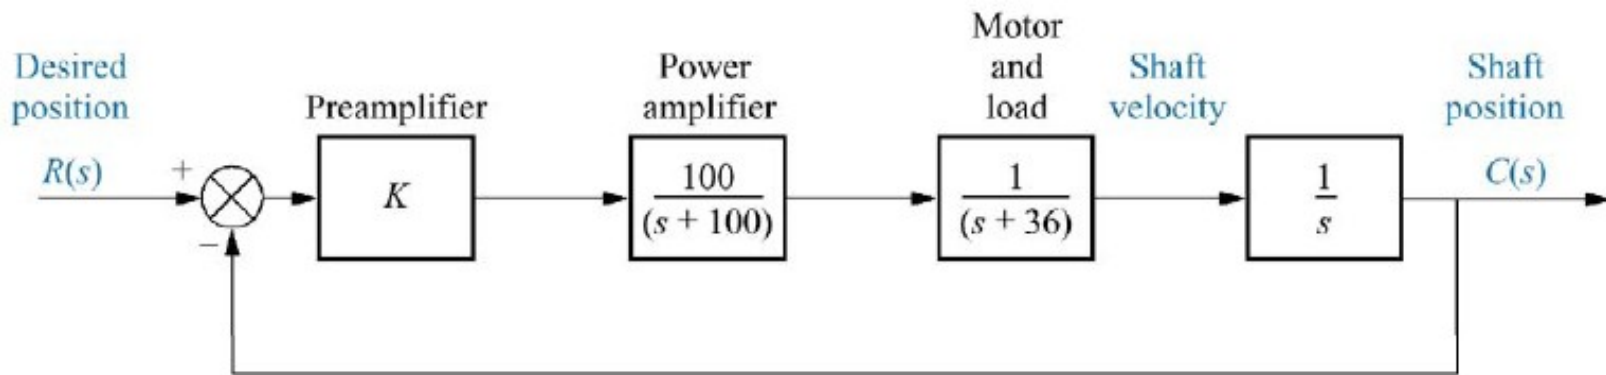 Desired
position
R(s)
+
−
Preamplifier
K
Power
amplifier
100
(s + 100)
Motor
and
load
1
(s + 36)
Shaft
velocity
1
s
Shaft
position
C(s)